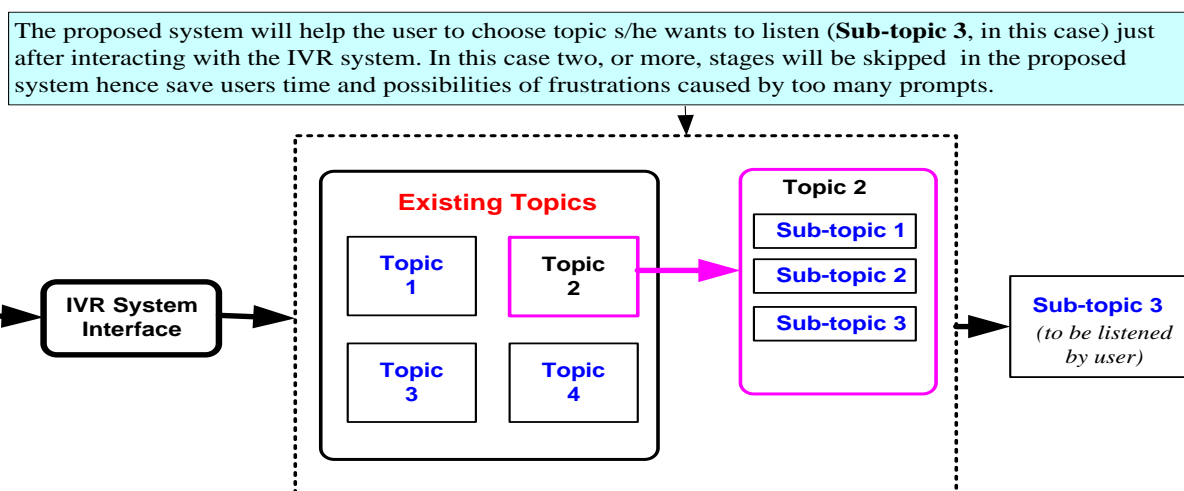 The proposed system will help the user to choose topic s/he wants to listen (Sub-topic 3, in this case) just
after interacting with the IVR system. In this case two, or more, stages will be skipped in the proposed
system hence save users time and possibilities of frustrations caused by too many prompts.
IVR System
Interface
Existing Topics
Topic
1
Topic
2
Topic
3
Topic
4
Topic 2
Sub-topic 1
Sub-topic 2
Sub-topic 3
Sub-topic 3
(to be listened
by user)